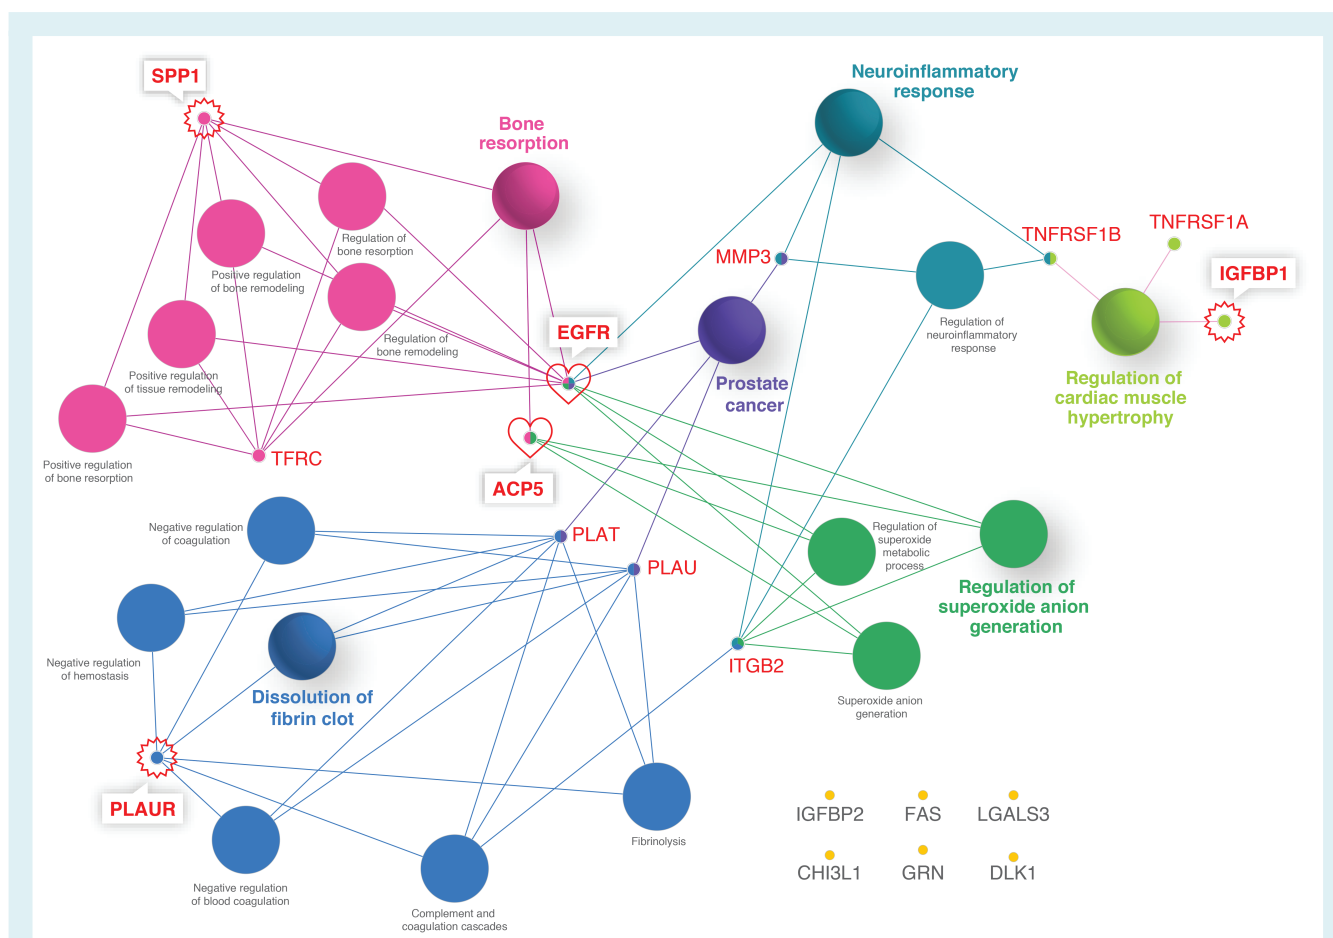 SPP1
Bone
resorption
Neuroinflammatory
response
Regulation of
bone resorption
Positive regulation
of bone remodeling
Regulation of
bone remodeling
Positive regulation
of tissue remodeling
Positive regulation
of bone resorption
TFRC
EGFR
ACP5
MMP3
Prostate
cancer
TNFRSF1B
TNFRSF1A
IGFBP1
Regulation of
neuroinflammatory
response
Regulation of
cardiac muscle
hypertrophy
Negative regulation
of coagulation
PLAT
PLAU
Regulation of
superoxide
metabolic
process
Regulation of
superoxide anion
generation
Negative regulation
of hemostasis
Dissolution of
fibrin clot
ITGB2
Superoxide anion
generation
PLAUR
Negative regulation
of blood coagulation
Complement and
coagulation cascades
Fibrinolysis
IGFBP2
FAS
LGALS3
CHI3L1
GRN
DLK1